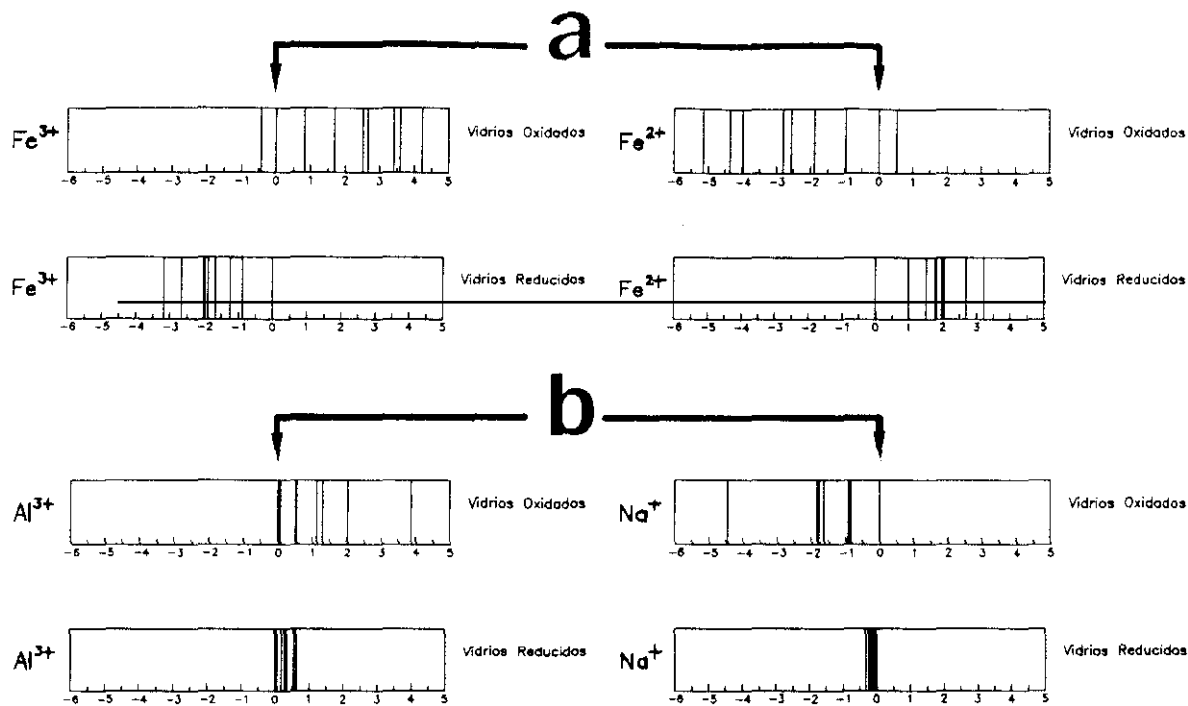 a
Fe3+ Vidrios Oxidados Fe2+ Vidrios Oxidados
-6 -5 -4 -3 -2 -1 0 1 2 3 4 5 -6 -5 -4 -3 -2 -1 0 1 2 3 4 5
Fe3+ Vidrios Reducidos Fe2+ Vidrios Reducidos
-6 -5 -4 -3 -2 -1 0 1 2 3 4 5 -6 -5 -4 -3 -2 -1 0 1 2 3 4 5
b
Al3+ Vidrios Oxidados Na+ Vidrios Oxidados
-6 -5 -4 -3 -2 -1 0 1 2 3 4 5 -6 -5 -4 -3 -2 -1 0 1 2 3 4 5
Al3+ Vidrios Reducidos Na+ Vidrios Reducidos
-6 -5 -4 -3 -2 -1 0 1 2 3 4 5 -6 -5 -4 -3 -2 -1 0 1 2 3 4 5